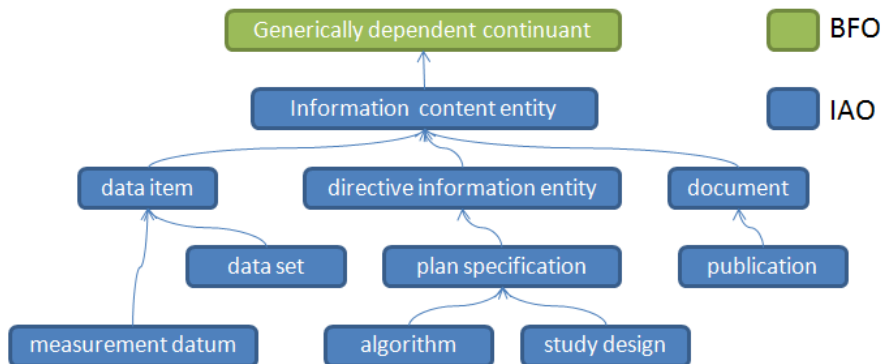 Generically dependent continuant
BFO
Information content entity
IAO
data item
directive information entity
document
data set
plan specification
publication
measurement datum
algorithm
study design